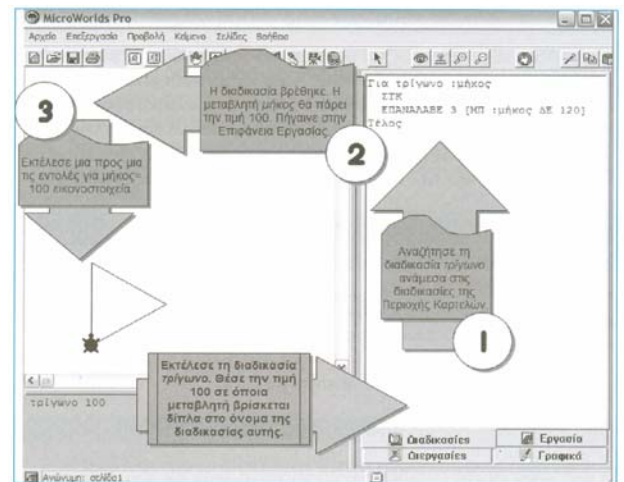 MicroWorlds Pro
Αρχείο Επεξεργασία Προβολή Κείμενο Σελίδες Βοήθεια
Για τρίγωνο :μήκος
ΣΤΚ
ΕΠΑΝΑΛΑΒΕ 3 [ΜΠ :μήκος ΔΕ 120]
Τέλος
3
Η διαδικασία βρέθηκε. Η
μεταβλητή μήκος θα πάρει
την τιμή 100. Πήγαινε στην
Επιφάνεια Εργασίας.
2
Εκτέλεσε μια προς μια
τις εντολές για μήκος=
100 εικονοστοιχεία
Αναζήτησε τη
διαδικασία τρίγωνο
ανάμεσα στις
διαδικασίες της
Περιοχής Καρτελών.
1
Εκτέλεσε τη διαδικασία
τρίγωνο. Θέσε την τιμή
100 σε όποια
μεταβλητή βρίσκεται
δίπλα στο όνομα της
διαδικασίας αυτής.
τρίγωνο 100
Διαδικασίες
Εργασία
Διεργασίες
Γραφικά
Ανώνυμη: σελίδα1